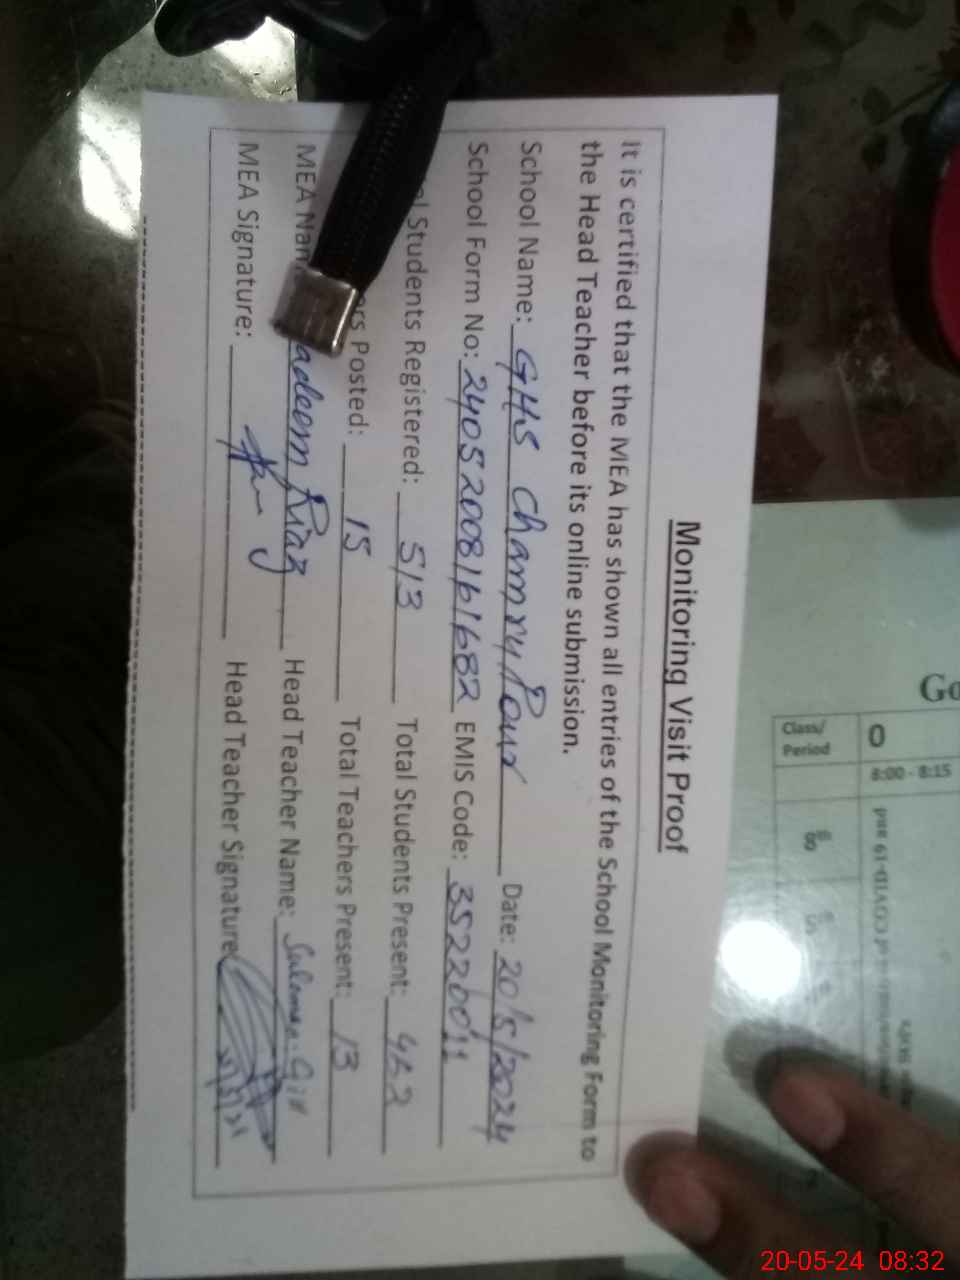 Monitoring Visit Proof
It is certified that the MEA has shown all entries of the School Monitoring Form to
the Head Teacher before its online submission.
School Name: GHS Chamrupur Date: 20/5/2024
School Form No: 24052008161682 EMIS Code: 35220011
Students Registered: 513 Total Students Present: 462
Posted: 15 Total Teachers Present: 13
MEA Riaz Head Teacher Name: Gill
MEA Signature: Head Teacher Signature
Class/
Period
0
8:00 - 8:15
8th
20-05-24 08:32